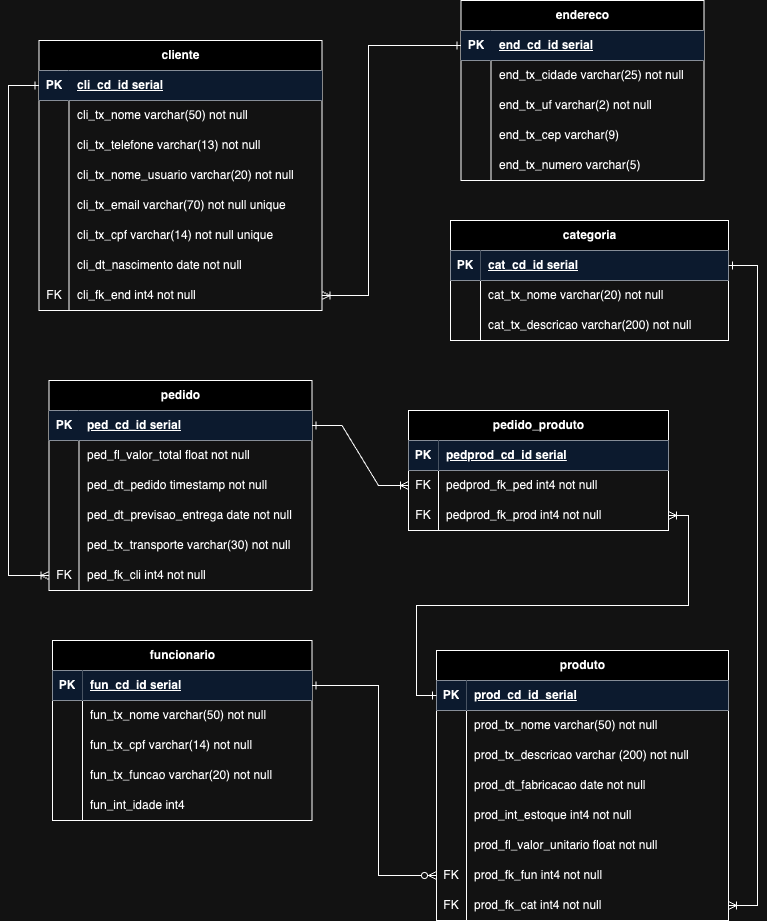 cliente
PK cli_cd_id serial
cli_tx_nome varchar(50) not null
cli_tx_telefone varchar(13) not null
cli_tx_nome_usuario varchar(20) not null
cli_tx_email varchar(70) not null unique
cli_tx_cpf varchar(14) not null unique
cli_dt_nascimento date not null
FK cli_fk_end int4 not null
endereco
PK end_cd_id serial
end_tx_cidade varchar(25) not null
end_tx_uf varchar(2) not null
end_tx_cep varchar(9)
end_tx_numero varchar(5)
categoria
PK cat_cd_id serial
cat_tx_nome varchar(20) not null
cat_tx_descricao varchar(200) not null
pedido
PK ped_cd_id serial
ped_fl_valor_total float not null
ped_dt_pedido timestamp not null
ped_dt_previsao_entrega date not null
ped_tx_transporte varchar(30) not null
FK ped_fk_cli int4 not null
pedido_produto
PK pedprod_cd_id serial
FK pedprod_fk_ped int4 not null
FK pedprod_fk_prod int4 not null
funcionario
PK fun_cd_id serial
fun_tx_nome varchar(50) not null
fun_tx_cpf varchar(14) not null
fun_tx_funcao varchar(20) not null
fun_int_idade int4
produto
PK prod_cd_id_serial
prod_tx_nome varchar(50) not null
prod_tx_descricao varchar (200) not null
prod_dt_fabricacao date not null
prod_int_estoque int4 not null
prod_fl_valor_unitario float not null
FK prod_fk_fun int4 not null
FK prod_fk_cat int4 not null